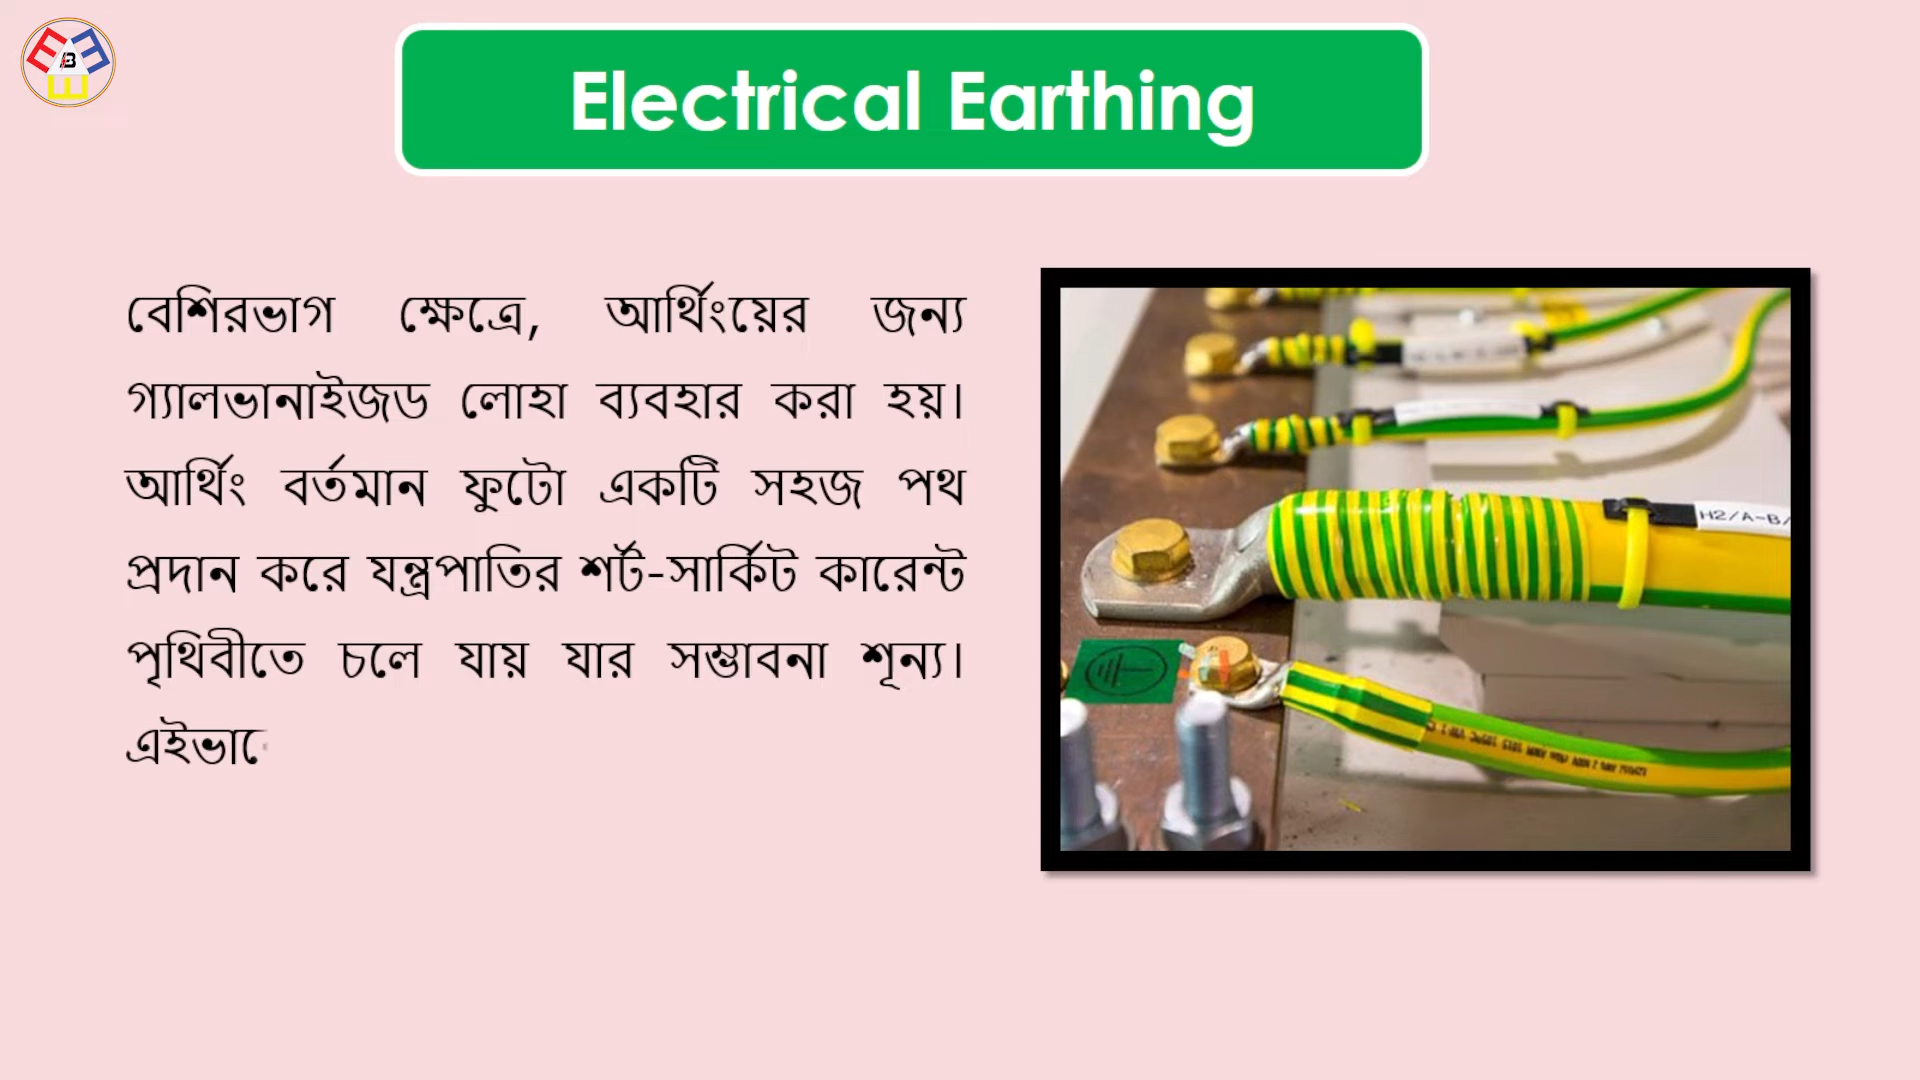 Electrical Earthing
বেশিরভাগ ক্ষেত্রে, আর্থিংয়ের জন্য
গ্যালভানাইজড লোহা ব্যবহার করা হয়।
আর্থিং বর্তমান ফুটো একটি সহজ পথ
প্রদান করে যন্ত্রপাতির শর্ট-সার্কিট কারেন্ট
পৃথিবীতে চলে যায় যার সম্ভাবনা শূন্য।
H2/A-B/